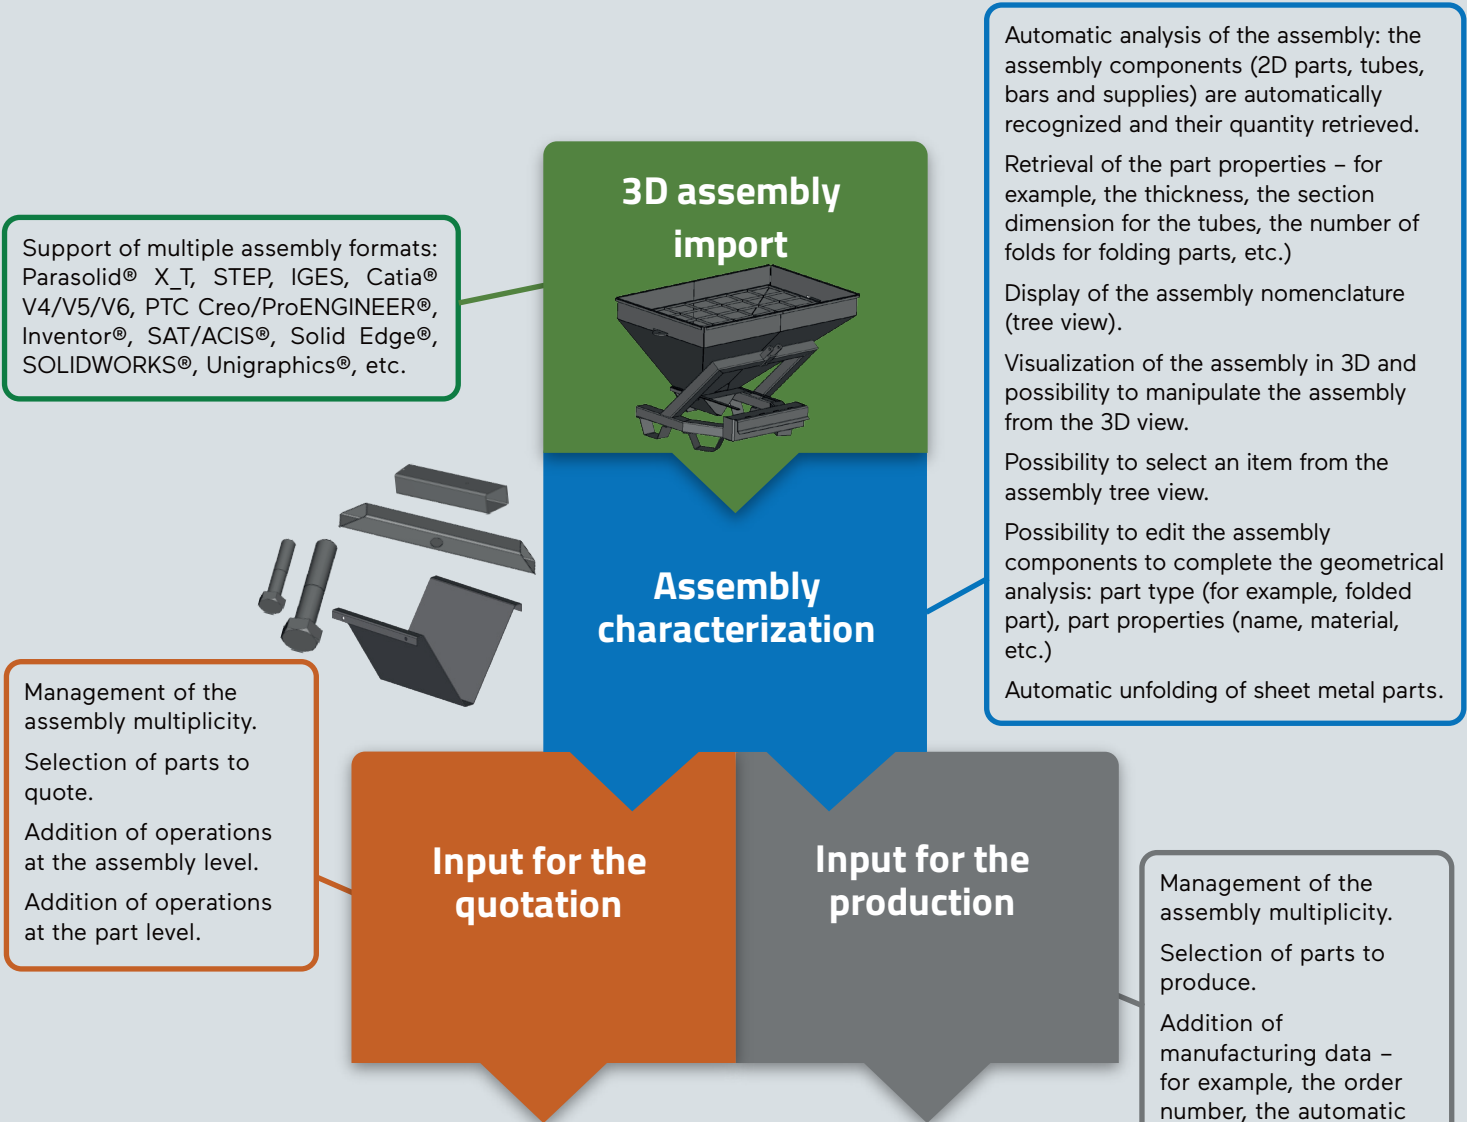 3D assembly
import
Support of multiple assembly formats:
Parasolid® X_T, STEP, IGES, Catia®
V4/V5/V6, PTC Creo/ProENGINEER®,
Inventor®, SAT/ACIS®, Solid Edge®,
SOLIDWORKS®, Unigraphics®, etc.
Assembly
characterization
Automatic analysis of the assembly: the
assembly components (2D parts, tubes,
bars and supplies) are automatically
recognized and their quantity retrieved.
Retrieval of the part properties – for
example, the thickness, the section
dimension for the tubes, the number of
folds for folding parts, etc.)
Display of the assembly nomenclature
(tree view).
Visualization of the assembly in 3D and
possibility to manipulate the assembly
from the 3D view.
Possibility to select an item from the
assembly tree view.
Possibility to edit the assembly
components to complete the geometrical
analysis: part type (for example, folded
part), part properties (name, material,
etc.)
Automatic unfolding of sheet metal parts.
Input for the
quotation
Management of the
assembly multiplicity.
Selection of parts to
quote.
Addition of operations
at the assembly level.
Addition of operations
at the part level.
Input for the
production
Management of the
assembly multiplicity.
Selection of parts to
produce.
Addition of
manufacturing data –
for example, the order
number, the automatic